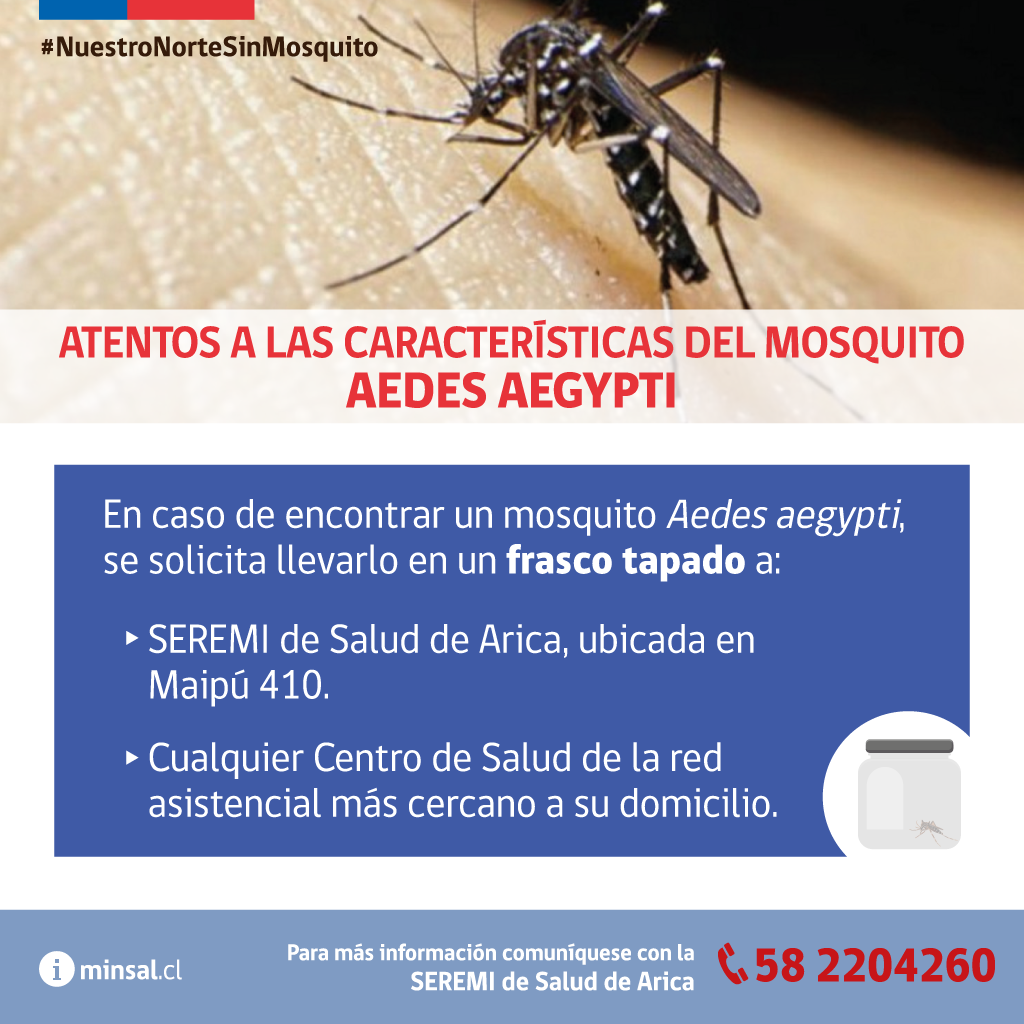 #NuestroNorteSinMosquito
ATENTOS A LAS CARACTERÍSTICAS DEL MOSQUITO
AEDES AEGYPTI
En caso de encontrar un mosquito Aedes aegypti,
se solicita llevarlo en un frasco tapado a:
▸ SEREMI de Salud de Arica, ubicada en
Maipú 410.
▸ Cualquier Centro de Salud de la red
asistencial más cercano a su domicilio.
i minsal.cl
Para más información comuníquese con la
SEREMI de Salud de Arica
58 2204260